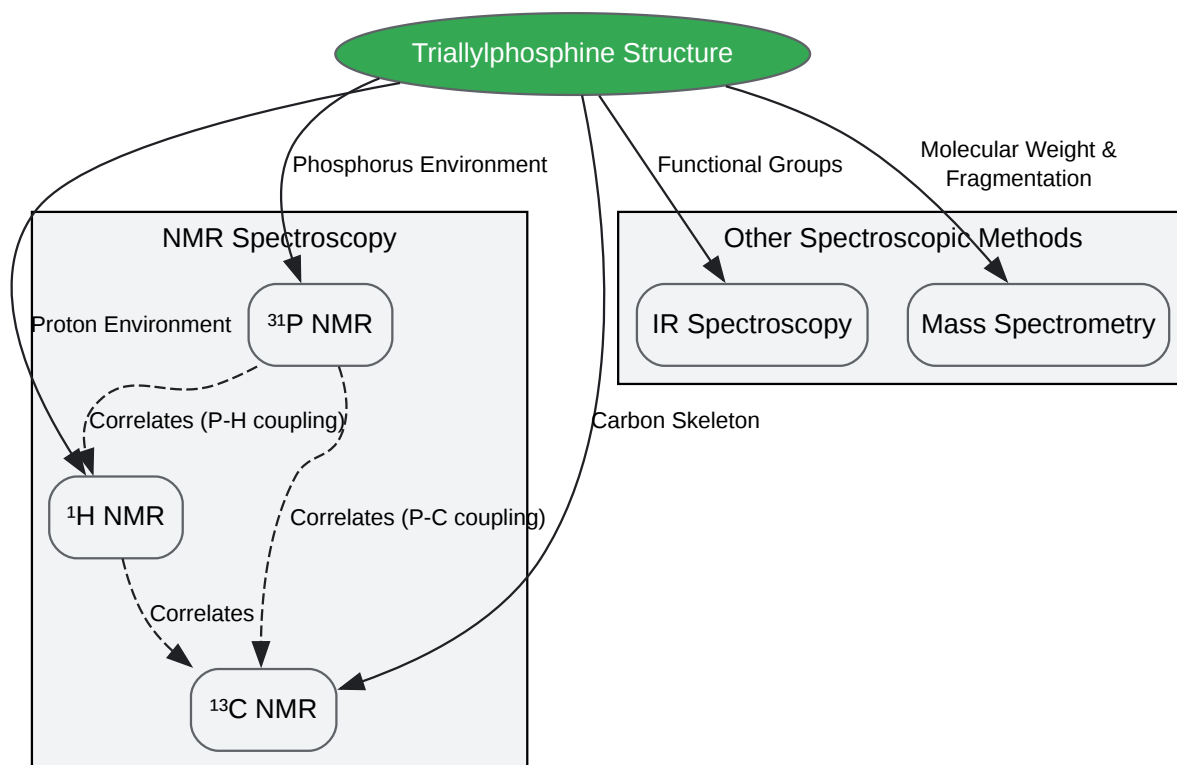 Triallylphosphine Structure
Phosphorus Environment
Functional Groups
Molecular Weight &
Fragmentation
NMR Spectroscopy
Other Spectroscopic Methods
Proton Environment
³¹P NMR
IR Spectroscopy
Mass Spectrometry
Correlates (P-H coupling)
Carbon Skeleton
¹H NMR
Correlates (P-C coupling)
Correlates
¹³C NMR